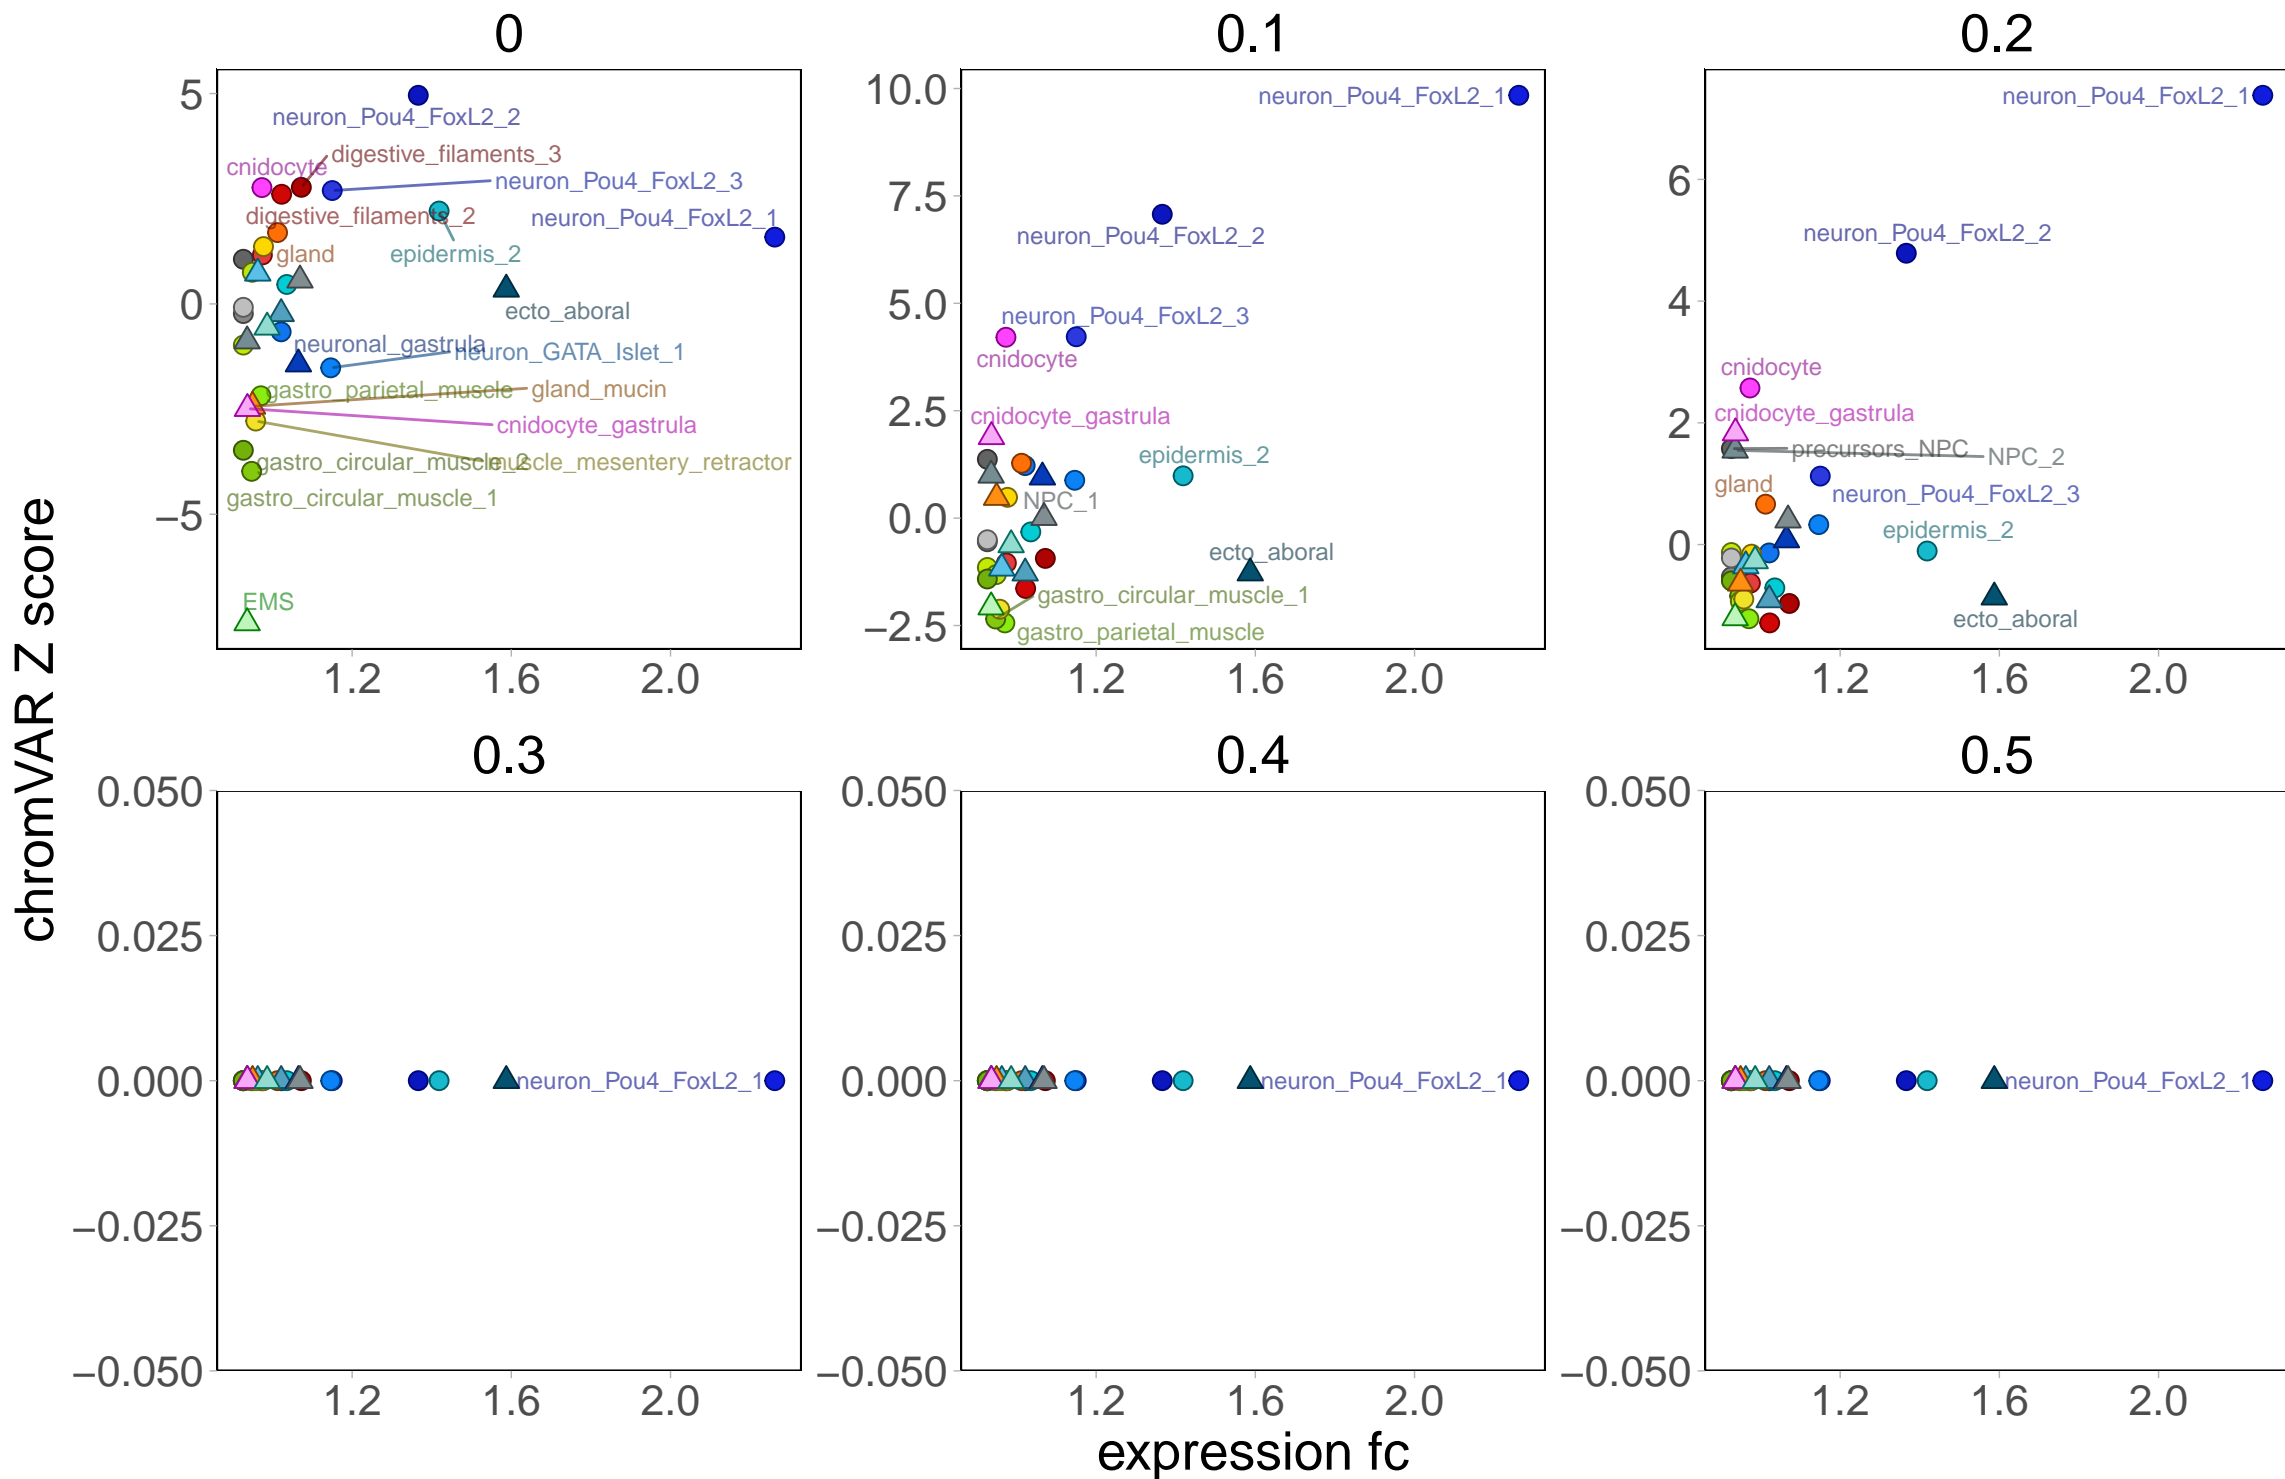 0
0.1
0.2
5
0
−5
neuron_Pou4_FoxL2_2
digestive_filaments_3
cnidocyte
neuron_Pou4_FoxL2_3
digestive_filaments_2
neuron_Pou4_FoxL2_1
gland
epidermis_2
ecto_aboral
neuronal_gastrula
neuron_GATA_Islet_1
gastro_parietal_muscle
gland_mucin
cnidocyte_gastrula
gastro_circular_muscle_2
muscle_mesentery_retractor
gastro_circular_muscle_1
EMS
1.2 1.6 2.0
10.0
7.5
5.0
2.5
0.0
−2.5
neuron_Pou4_FoxL2_1
neuron_Pou4_FoxL2_2
neuron_Pou4_FoxL2_3
cnidocyte
cnidocyte_gastrula
epidermis_2
NPC_1
ecto_aboral
gastro_circular_muscle_1
gastro_parietal_muscle
1.2 1.6 2.0
6
4
2
0
neuron_Pou4_FoxL2_1
neuron_Pou4_FoxL2_2
cnidocyte
cnidocyte_gastrula
precursors_NPC
NPC_2
gland
neuron_Pou4_FoxL2_3
epidermis_2
ecto_aboral
1.2 1.6 2.0
chromVAR Z score
0.3
0.4
0.5
0.050
0.025
0.000
−0.025
−0.050
neuron_Pou4_FoxL2_1
1.2 1.6 2.0
0.050
0.025
0.000
−0.025
−0.050
neuron_Pou4_FoxL2_1
1.2 1.6 2.0
0.050
0.025
0.000
−0.025
−0.050
neuron_Pou4_FoxL2_1
1.2 1.6 2.0
expression fc